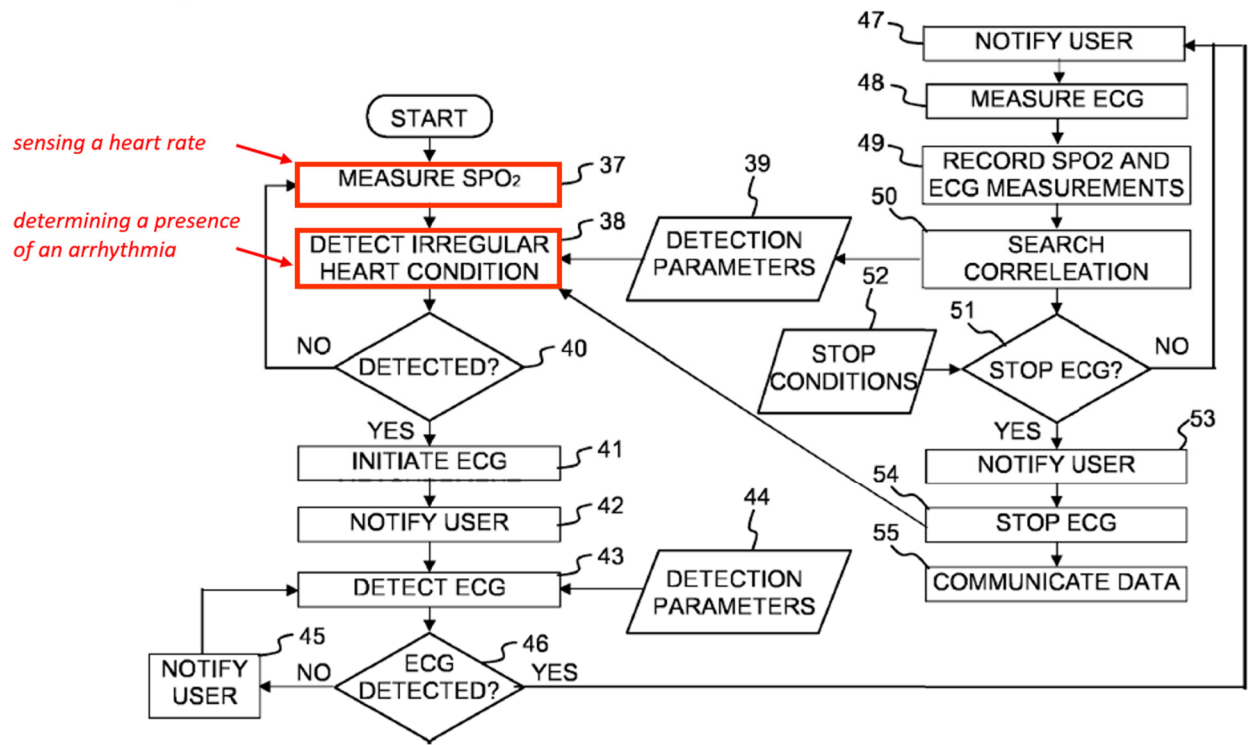 START
sensing a heart rate
MEASURE SPO2
37
determining a presence
of an arrhythmia
DETECT IRREGULAR
HEART CONDITION
38
39
DETECTION
PARAMETERS
NO
DETECTED?
40
YES
INITIATE ECG
41
NOTIFY USER
42
DETECT ECG
43
44
DETECTION
PARAMETERS
45
NOTIFY
USER
NO
ECG
DETECTED?
46
YES
47
NOTIFY USER
48
MEASURE ECG
49
RECORD SPO2 AND
ECG MEASUREMENTS
50
SEARCH
CORRELEATION
52
STOP
CONDITIONS
51
STOP ECG?
NO
YES
53
NOTIFY USER
54
STOP ECG
55
COMMUNICATE DATA